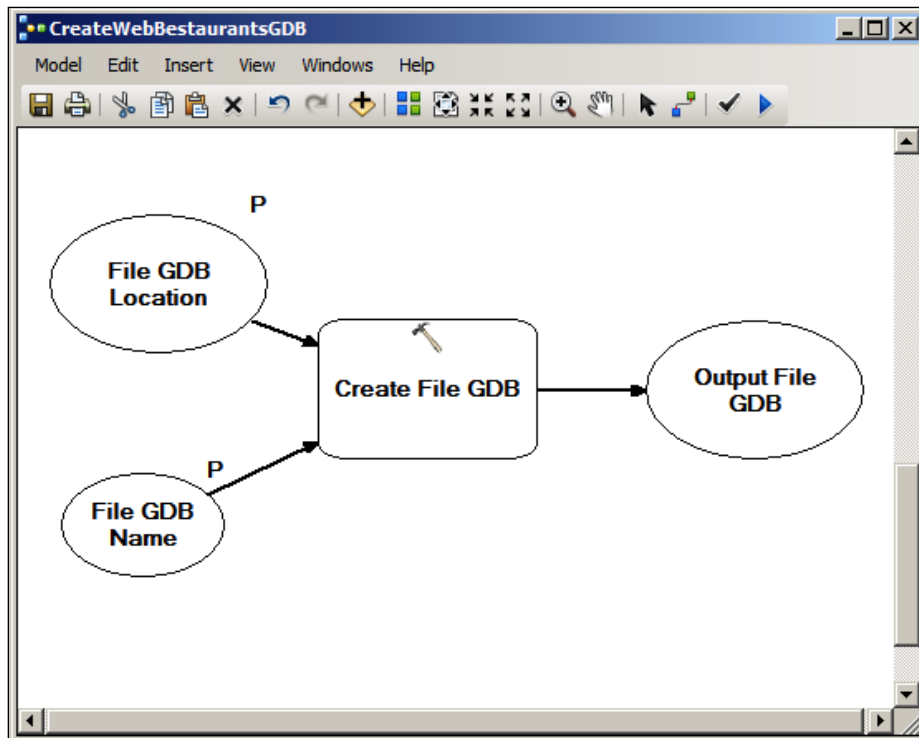 CreateWebBestaurantsGDB
Model Edit Insert View Windows Help
P
File GDB
Location
Create File GDB
Output File
GDB
P
File GDB
Name